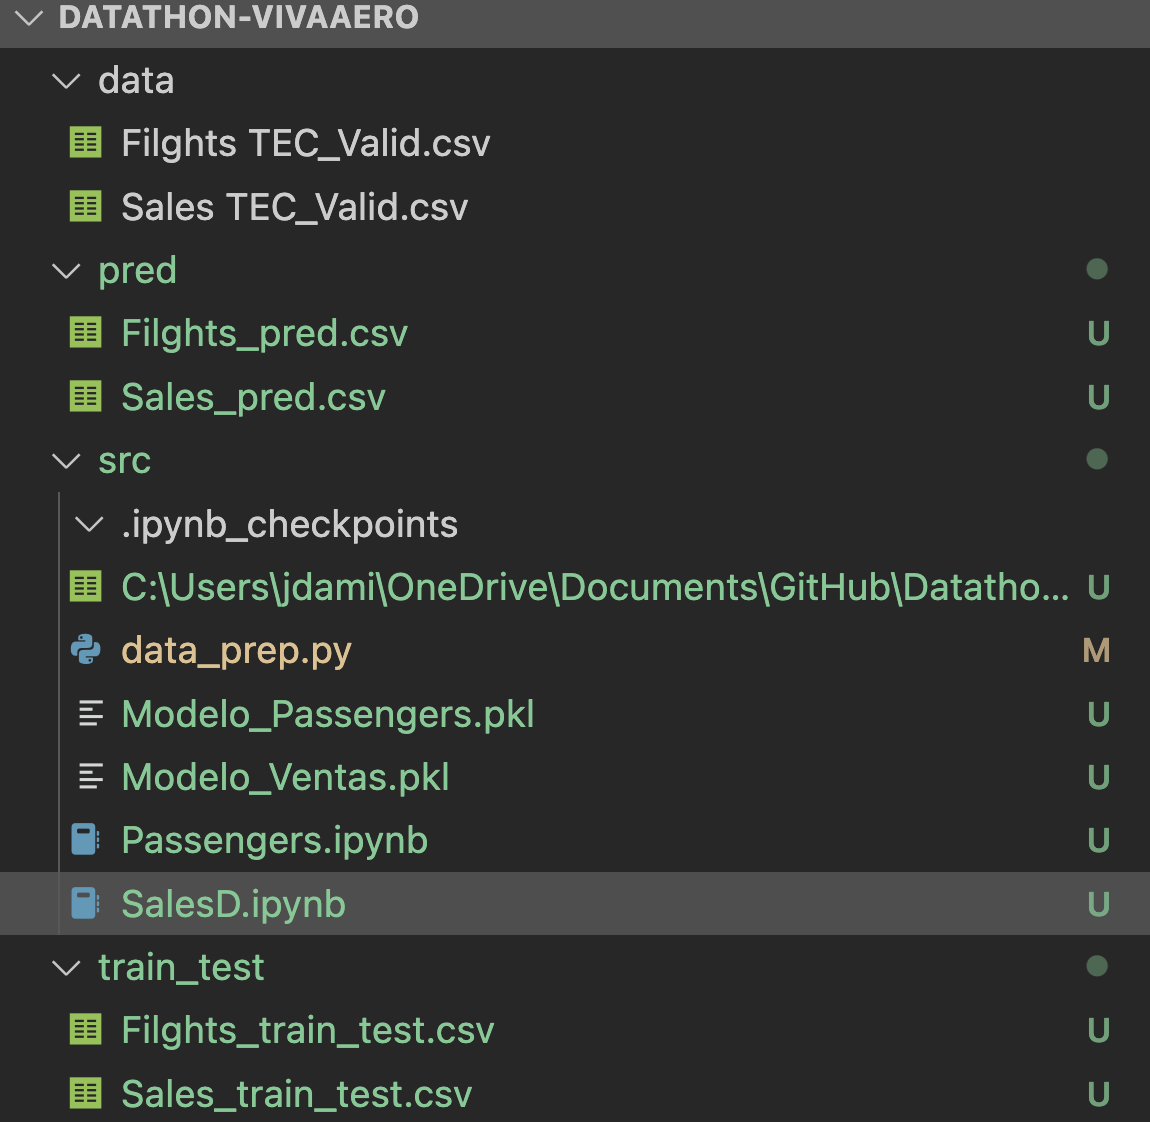 DATATHON-VIVAAERO
data
Filghts TEC_Valid.csv
Sales TEC_Valid.csv
pred
Filghts_pred.csv U
Sales_pred.csv U
src
.ipynb_checkpoints
C:\Users\jdami\OneDrive\Documents\GitHub\Datatho... U
data_prep.py M
Modelo_Passengers.pkl U
Modelo_Ventas.pkl U
Passengers.ipynb U
SalesD.ipynb U
train_test
Filghts_train_test.csv U
Sales_train_test.csv U